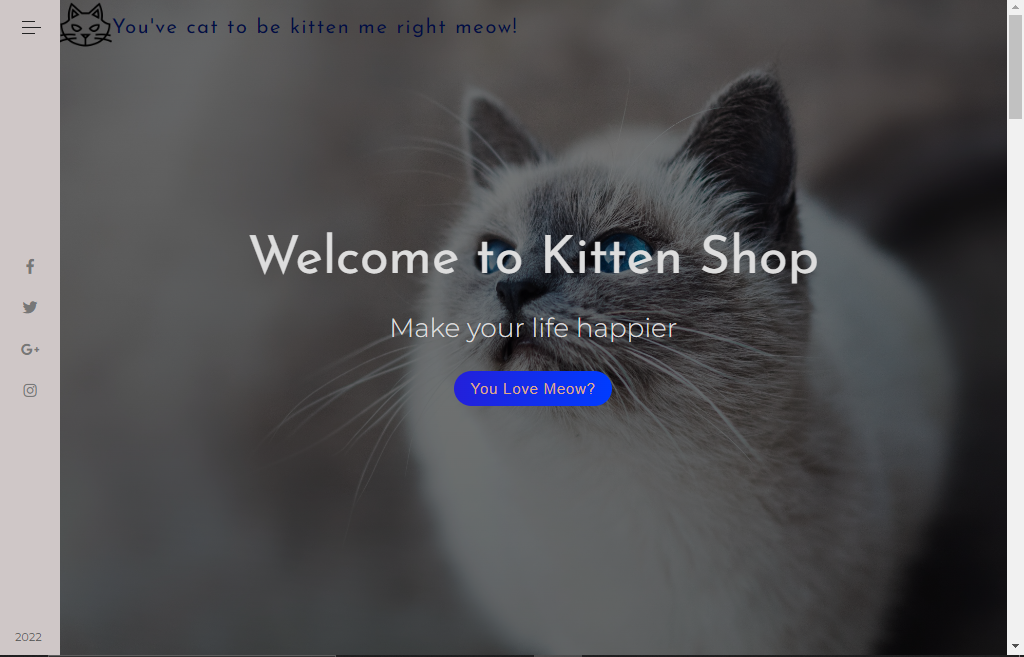 You've cat to be kitten me right meow!
Welcome to Kitten Shop
Make your life happier
You Love Meow?
2022